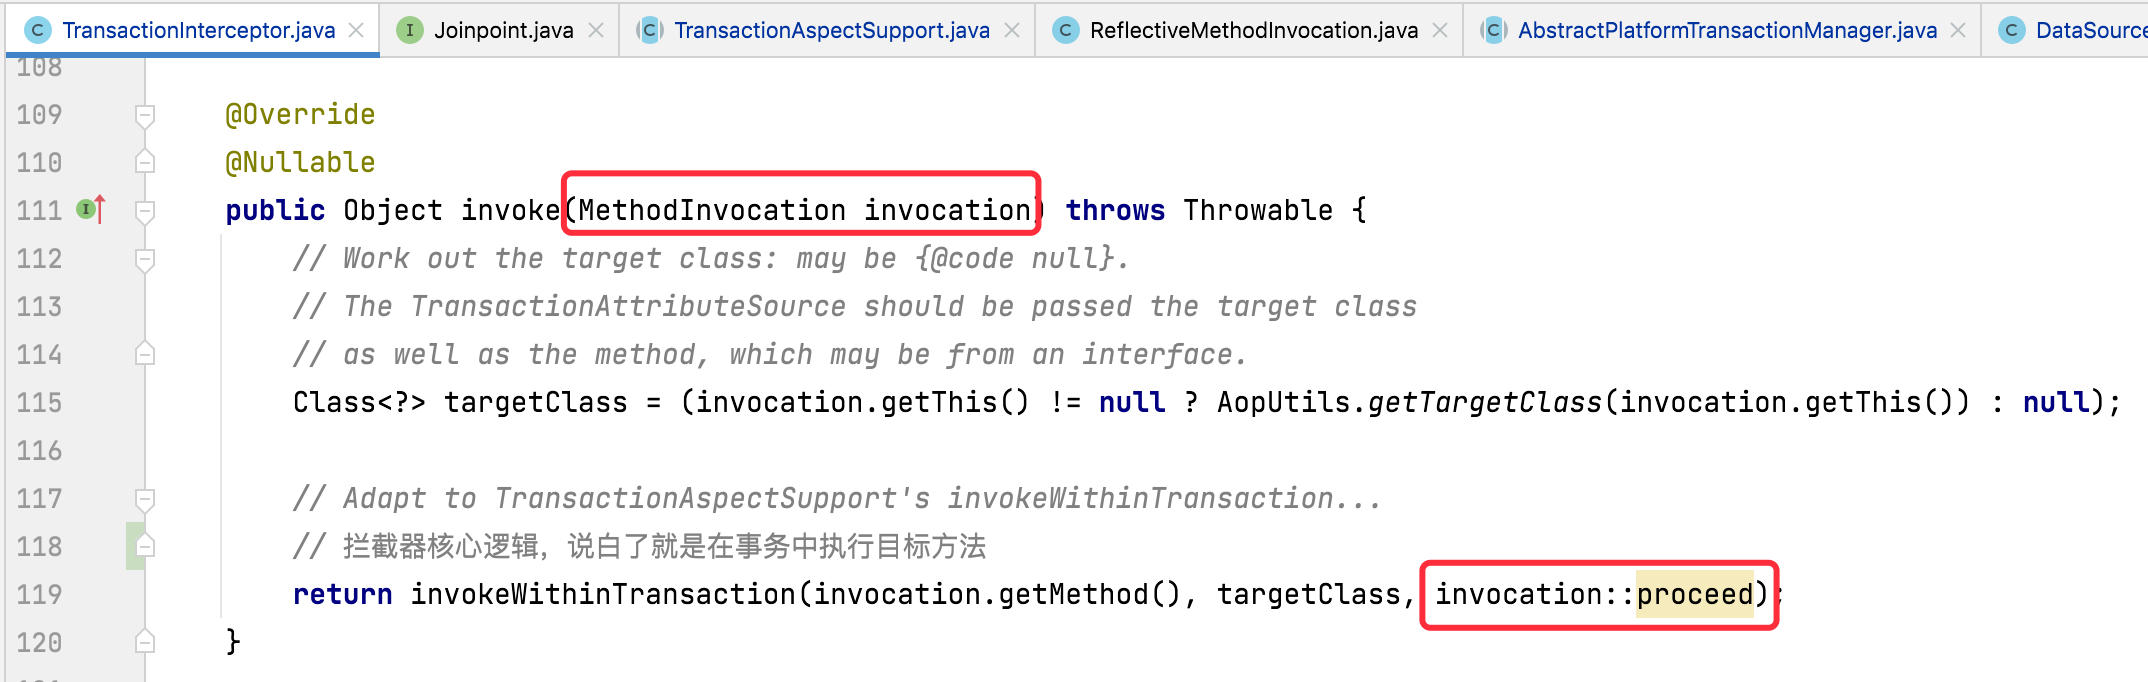 TransactionInterceptor.java Joinpoint.java TransactionAspectSupport.java ReflectiveMethodInvocation.java AbstractPlatformTransactionManager.java DataSource
108
109 @Override
110 @Nullable
111 public Object invoke(MethodInvocation invocation) throws Throwable {
112 // Work out the target class: may be {@code null}.
113 // The TransactionAttributeSource should be passed the target class
114 // as well as the method, which may be from an interface.
115 Class<?> targetClass = (invocation.getThis() != null ? AopUtils.getTargetClass(invocation.getThis()) : null);
116
117 // Adapt to TransactionAspectSupport's invokeWithinTransaction...
118 // 拦截器核心逻辑，说白了就是在事务中执行目标方法
119 return invokeWithinTransaction(invocation.getMethod(), targetClass, invocation::proceed);
120 }